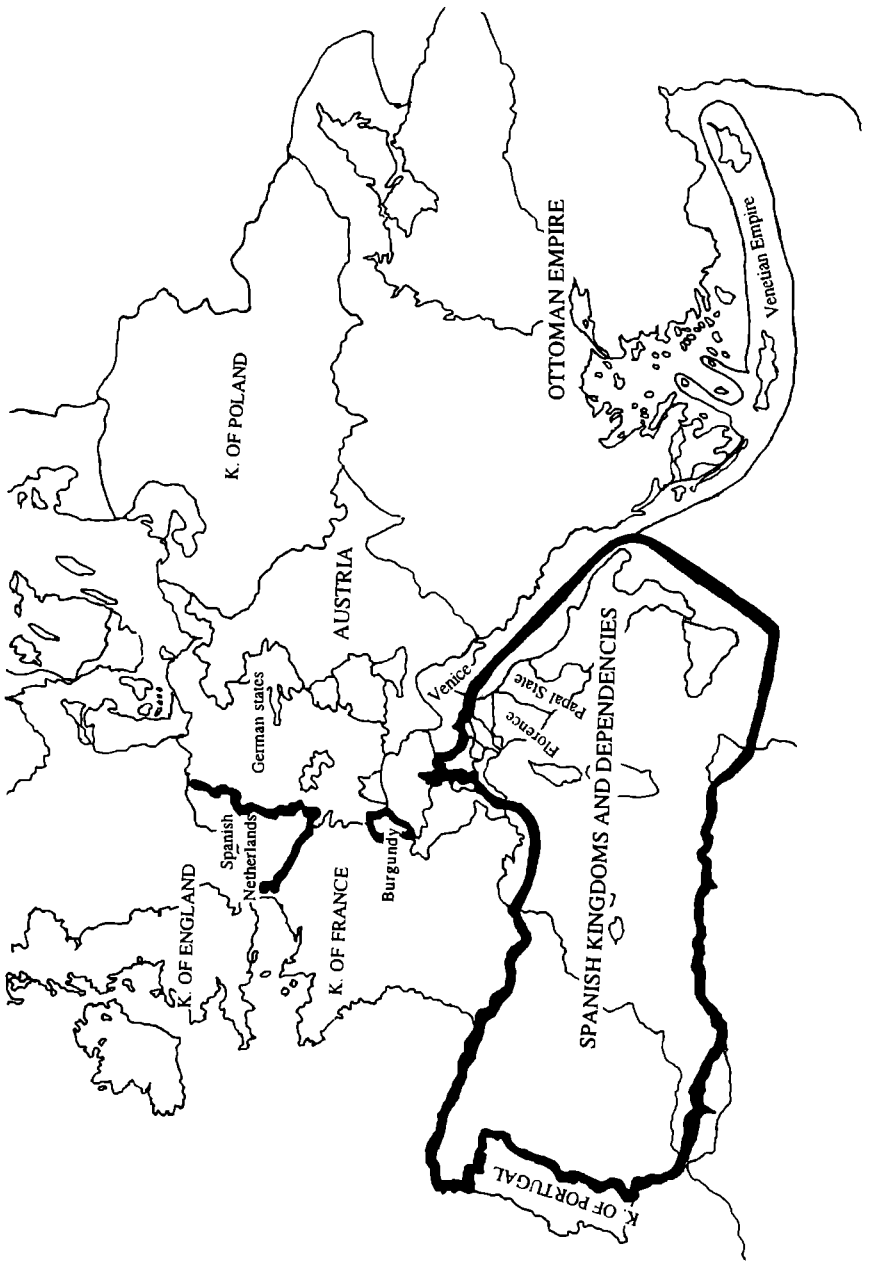 K. OF ENGLAND
Spanish
Netherlands
German states
K. OF POLAND
K. OF FRANCE
Burgundy
AUSTRIA
Venice
Florence
Papal State
OTTOMAN EMPIRE
Venetian Empire
K. OF PORTUGAL
SPANISH KINGDOMS AND DEPENDENCIES